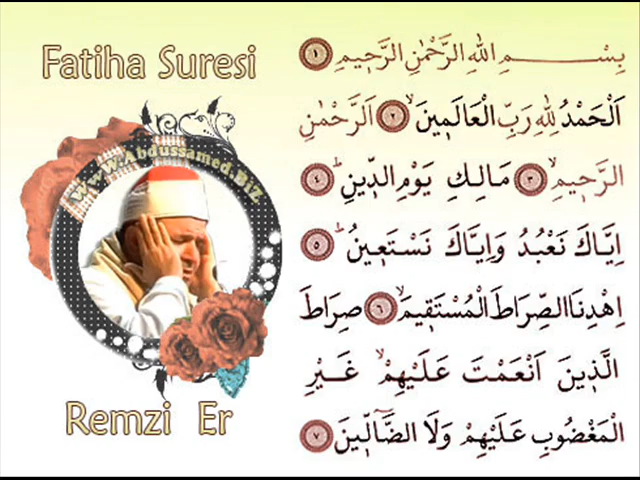 Fatiha Suresi
Www.Abdussamed.Biz
Remzi Er
بِسْمِ اللهِ الرَّحْمٰنِ الرَّحٖيمِ ﴿١﴾
اَلْحَمْدُ لِلّٰهِ رَبِّ الْعَالَمٖينَۙ ﴿٢﴾ اَلرَّحْمٰنِ
الرَّحٖيمِۙ ﴿٣﴾ مَالِكِ يَوْمِ الدّٖينِۜ ﴿٤﴾
اِيَّاكَ نَعْبُدُ وَاِيَّاكَ نَسْتَعٖينُۜ ﴿٥﴾
اِهْدِنَا الصِّرَاطَ الْمُسْتَقٖيمَۙ ﴿٦﴾ صِرَاطَ
الَّذٖينَ اَنْعَمْتَ عَلَيْهِمْۙ غَيْرِ
الْمَغْضُوبِ عَلَيْهِمْ وَلَا الضَّٓالّٖينَ ﴿٧﴾